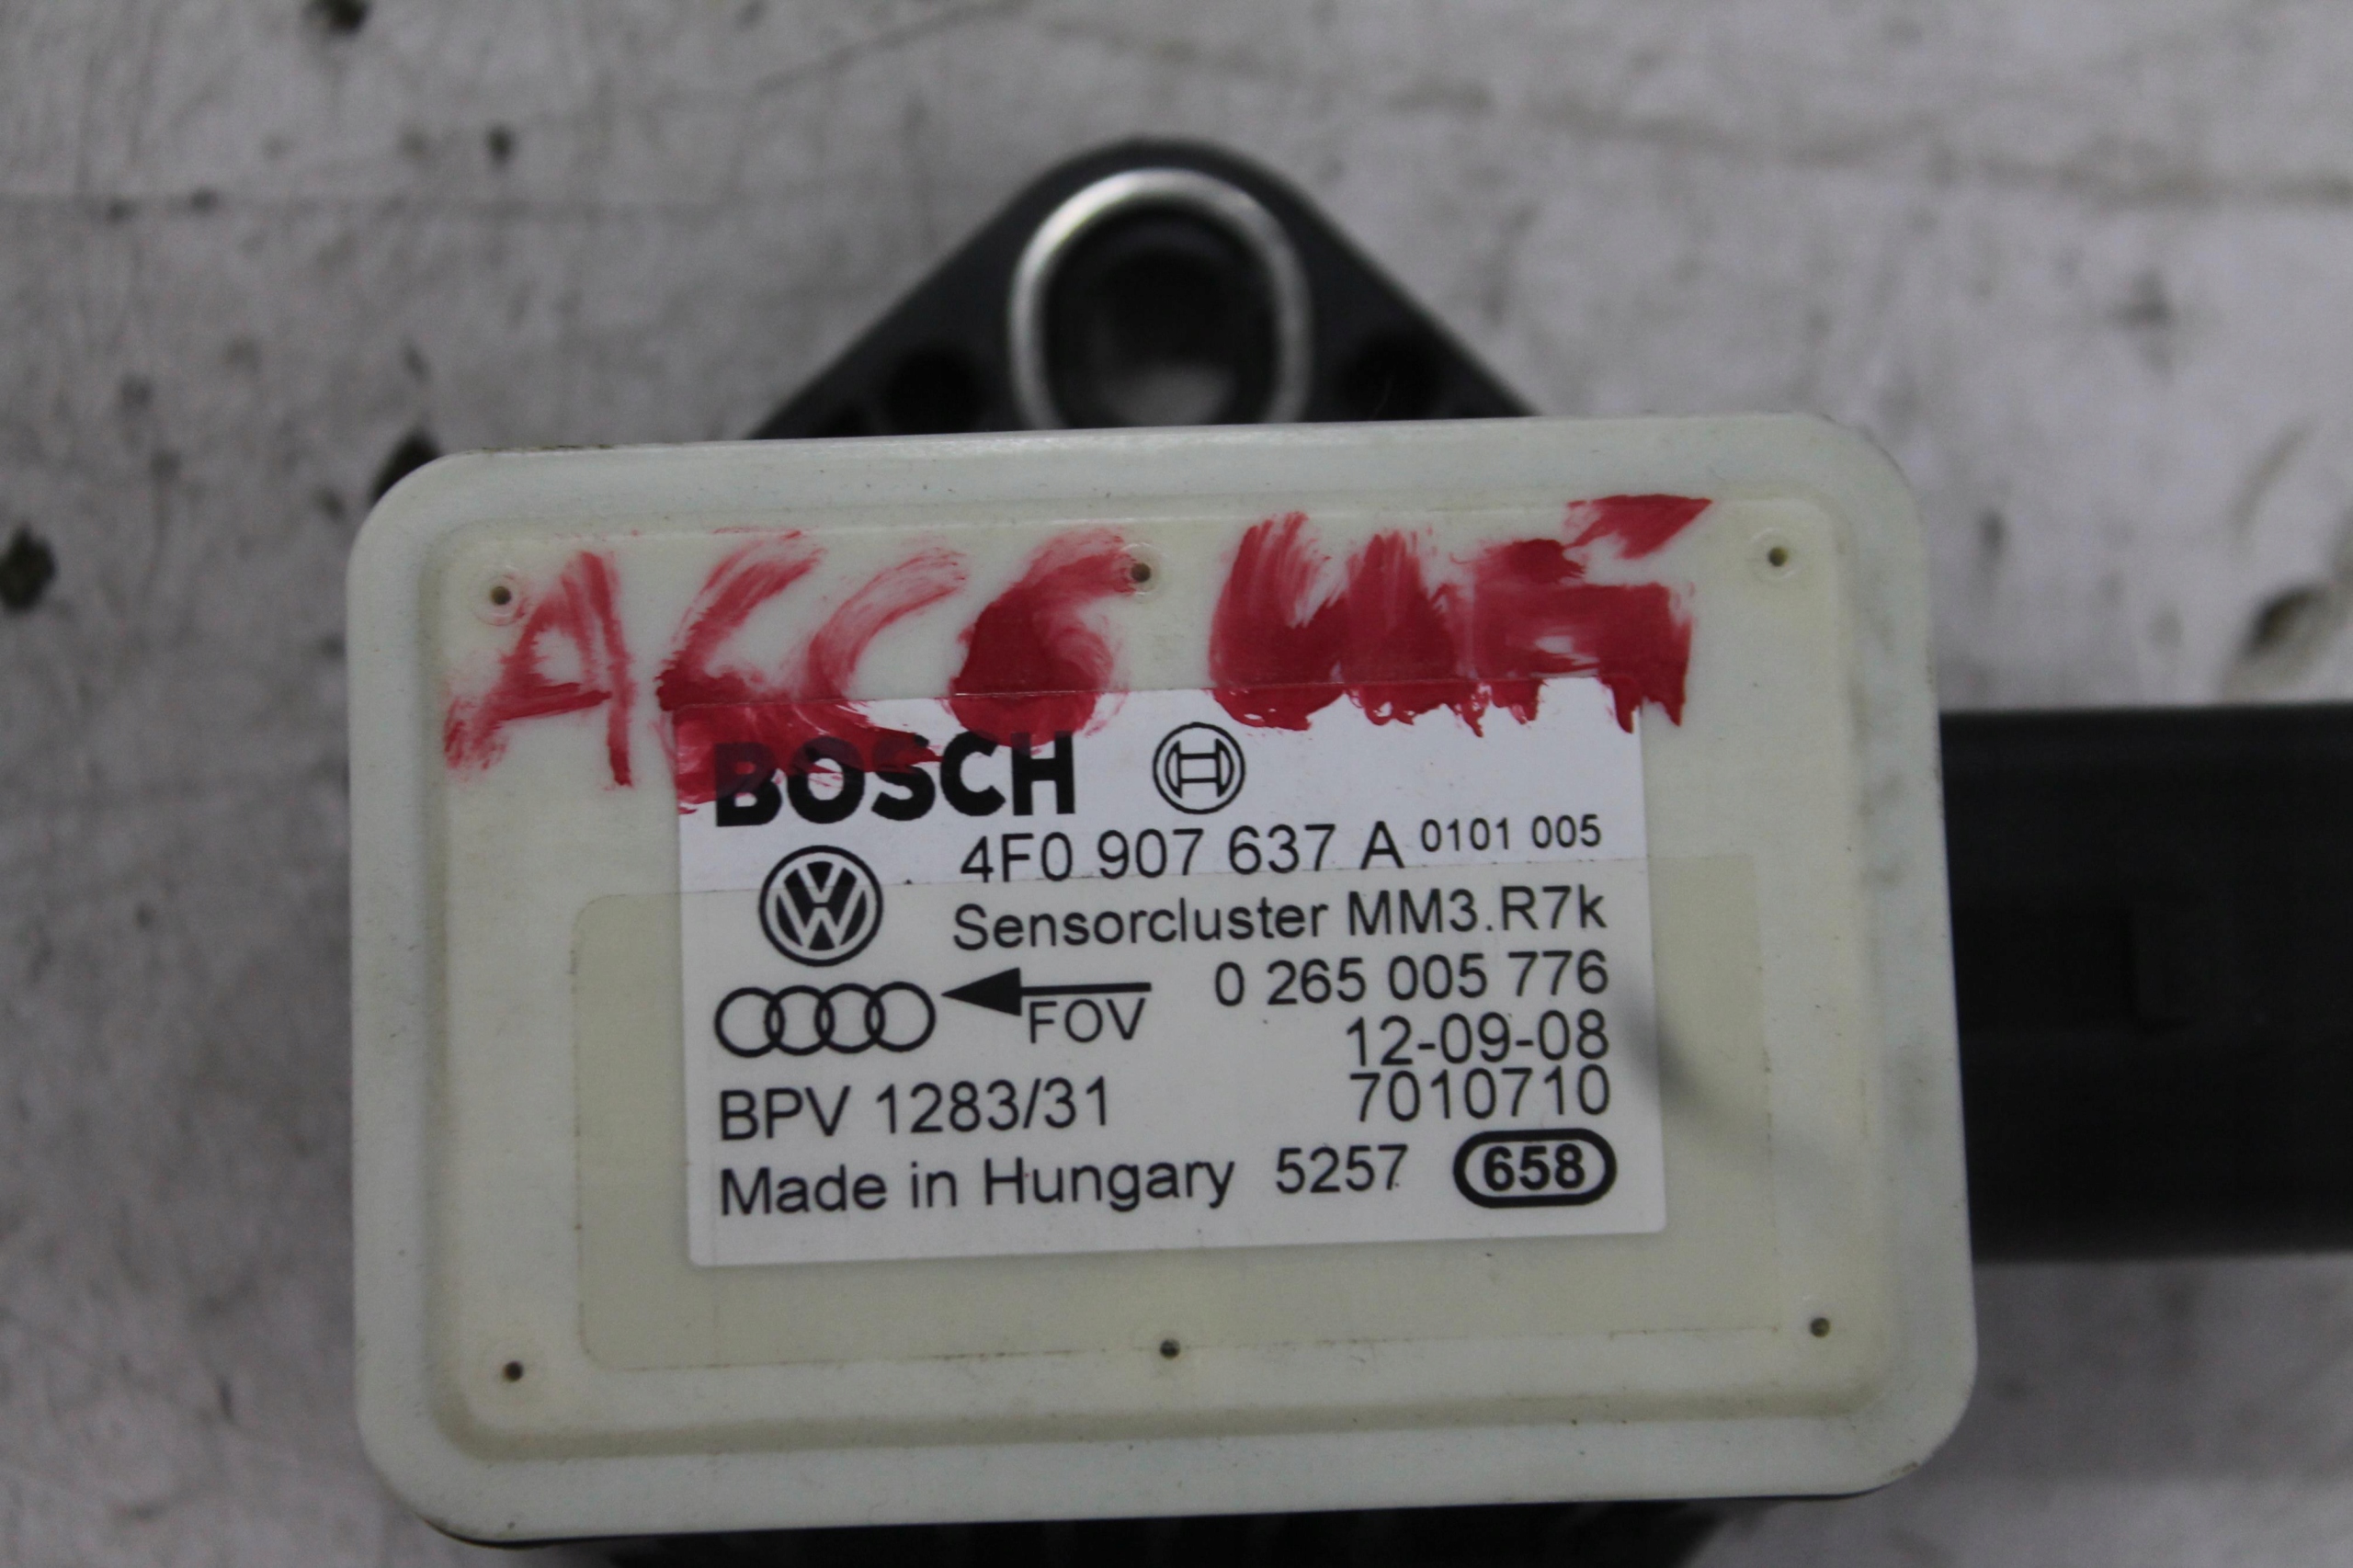 BOSCH
4F0 907 637 A 0101 005
Sensorcluster MM3.R7k
FOV 0 265 005 776
12-09-08
BPV 1283/31 7010710
Made in Hungary 5257 658